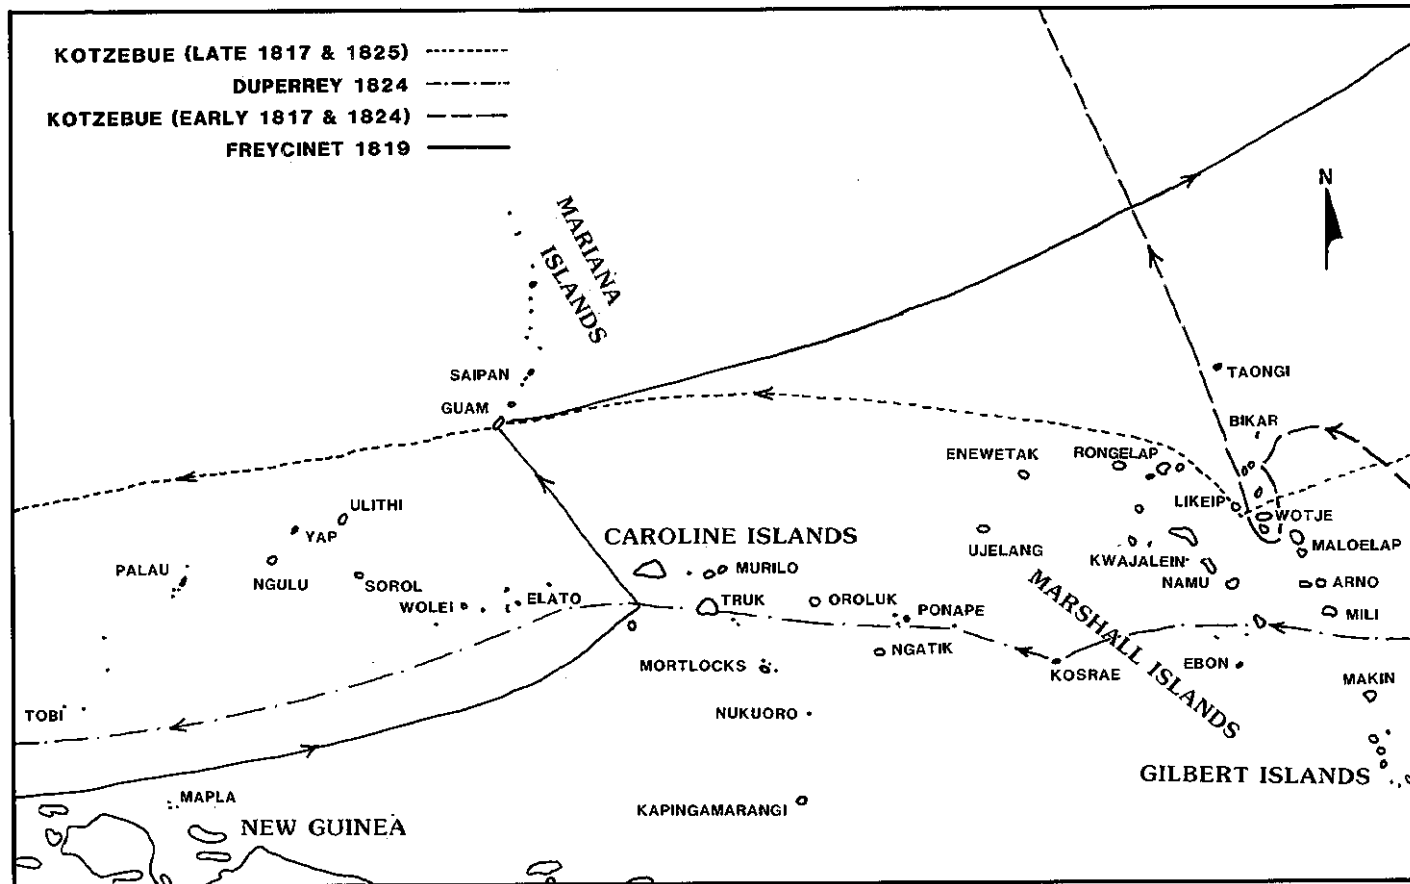 KOTZEBUE (LATE 1817 & 1825)
DUPERREY 1824
KOTZEBUE (EARLY 1817 & 1824)
FREYCINET 1819
N
MARIANA
ISLANDS
SAIPAN
GUAM
TAONGI
BIKAR
ENEWETAK
RONGELAP
LIKEIP
WOTJE
MALOELAP
ULITHI
YAP
CAROLINE ISLANDS
UJELANG
KWAJALEIN
PALAU
NGULU
SOROL
MURILO
NAMU
ARNO
WOLEI
ELATO
TRUK
OROLUK
PONAPE
MILI
MARSHALL ISLANDS
MORTLOCKS
NGATIK
KOSRAE
EBON
MAKIN
TOBI
NUKUORO
GILBERT ISLANDS
MAPLA
NEW GUINEA
KAPINGAMARANGI